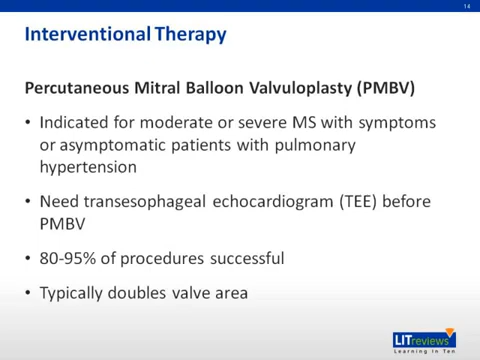 14
Interventional Therapy
Percutaneous Mitral Balloon Valvuloplasty (PMBV)
• Indicated for moderate or severe MS with symptoms
or asymptomatic patients with pulmonary
hypertension
• Need transesophageal echocardiogram (TEE) before
PMBV
• 80-95% of procedures successful
• Typically doubles valve area
LITreviews
Learning in Ten